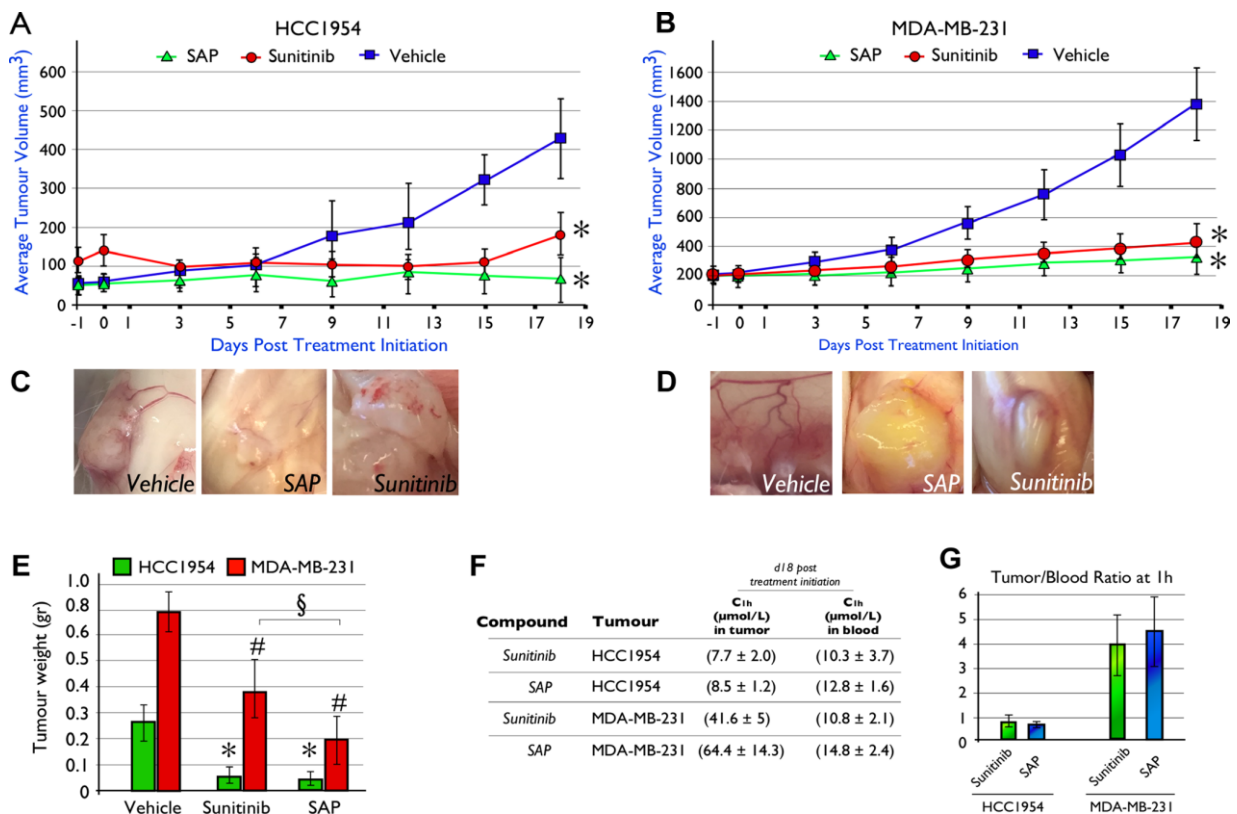 A
HCC1954
SAP Sunitinib Vehicle
Average Tumour Volume (mm³)
600
500
400
300
200
100
0
-1 0 1 3 5 7 9 11 13 15 17 19
Days Post Treatment Initiation
*
*
B
MDA-MB-231
SAP Sunitinib Vehicle
Average Tumour Volume (mm³)
1600
1400
1200
1000
800
600
400
200
0
-1 0 1 3 5 7 9 11 13 15 17 19
Days Post Treatment Initiation
*
*
C
Vehicle SAP Sunitinib
D
Vehicle SAP Sunitinib
E
HCC1954 MDA-MB-231
Tumour weight (gr)
1.0
0.8
0.6
0.5
0.4
0.3
0.2
0.1
0
* # § * #
Vehicle Sunitinib SAP
F
d18 post
treatment initiation
C1h C1h
(µmol/L) (µmol/L)
Compound Tumour in tumor in blood
Sunitinib HCC1954 (7.7 ± 2.0) (10.3 ± 3.7)
SAP HCC1954 (8.5 ± 1.2) (12.8 ± 1.6)
Sunitinib MDA-MB-231 (41.6 ± 5) (10.8 ± 2.1)
SAP MDA-MB-231 (64.4 ± 14.3) (14.8 ± 2.4)
G
Tumor/Blood Ratio at 1h
6
5
4
3
2
1
0
Sunitinib SAP Sunitinib SAP
HCC1954 MDA-MB-231